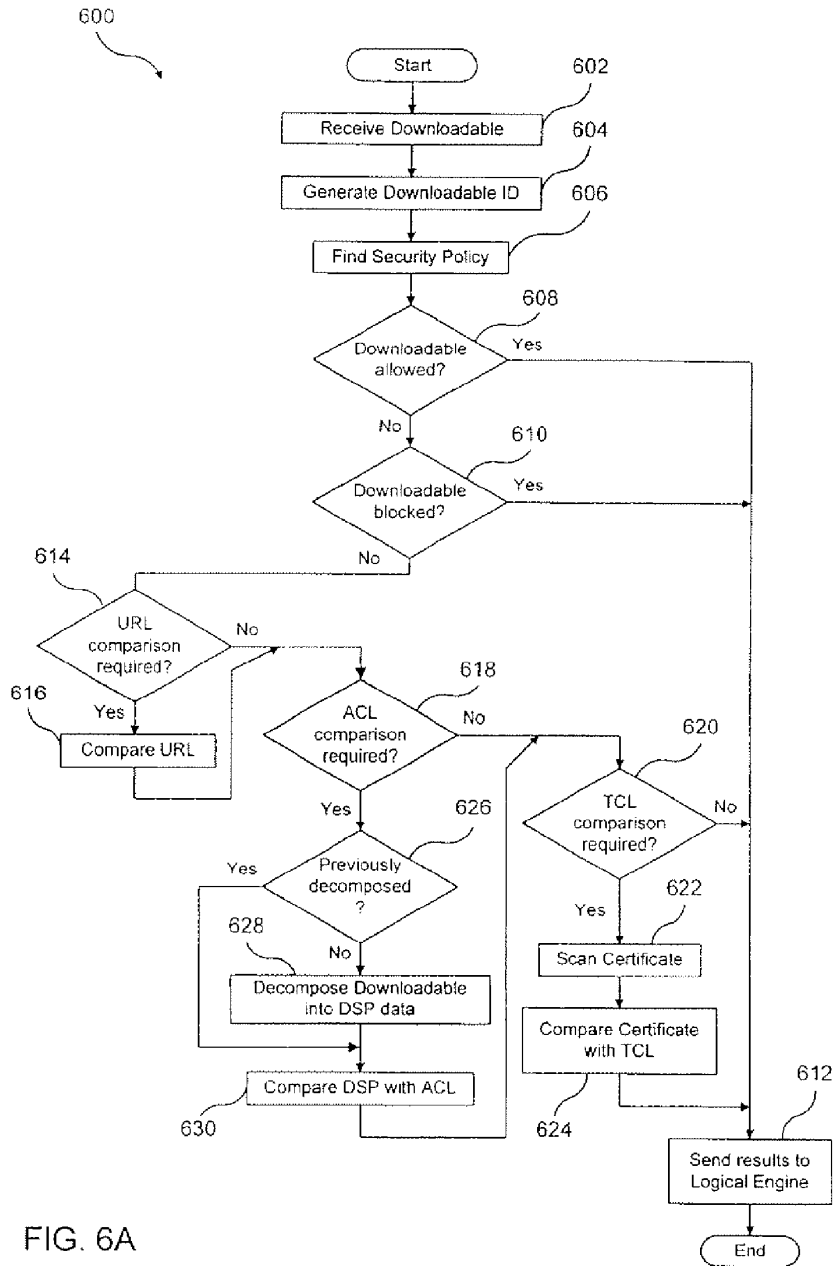 600
Start
602
Receive Downloadable
604
Generate Downloadable ID
606
Find Security Policy
608
Downloadable
allowed?
Yes
No
610
Downloadable
blocked?
Yes
No
614
URL
comparison
required?
No
Yes
616
Compare URL
618
ACL
comparison
required?
No
Yes
620
TCL
comparison
required?
No
Yes
626
Previously
decomposed
?
Yes
No
628
Decompose Downloadable
into DSP data
622
Scan Certificate
Compare Certificate
with TCL
624
Compare DSP with ACL
630
612
Send results to
Logical Engine
End
FIG. 6A